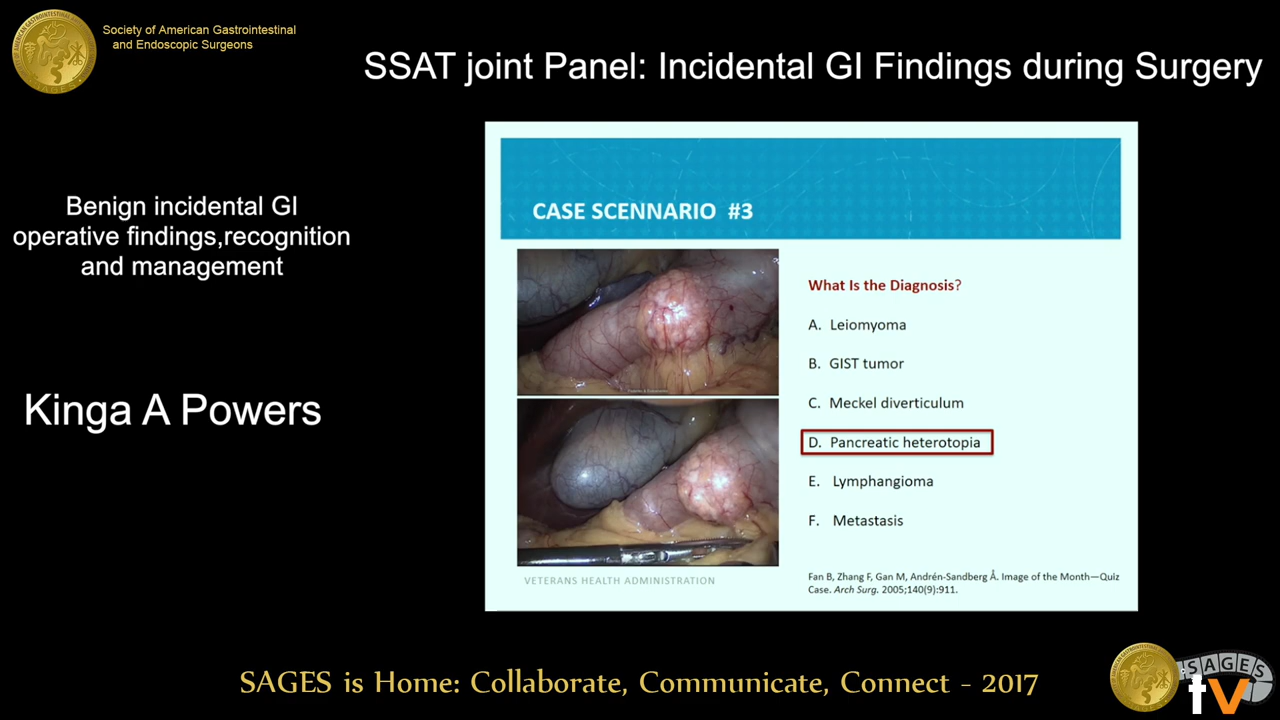 Society of American Gastrointestinal
and Endoscopic Surgeons
SSAT joint Panel: Incidental GI Findings during Surgery
Benign incidental GI
operative findings,recognition
and management
Kinga A Powers
CASE SCENNARIO #3
What Is the Diagnosis?
A. Leiomyoma
B. GIST tumor
C. Meckel diverticulum
D. Pancreatic heterotopia
E. Lymphangioma
F. Metastasis
VETERANS HEALTH ADMINISTRATION
Fan B, Zhang F, Gan M, Andrén-Sandberg Å. Image of the Month—Quiz
Case. Arch Surg. 2005;140(9):911.
SAGES is Home: Collaborate, Communicate, Connect - 2017
SAGES
tv